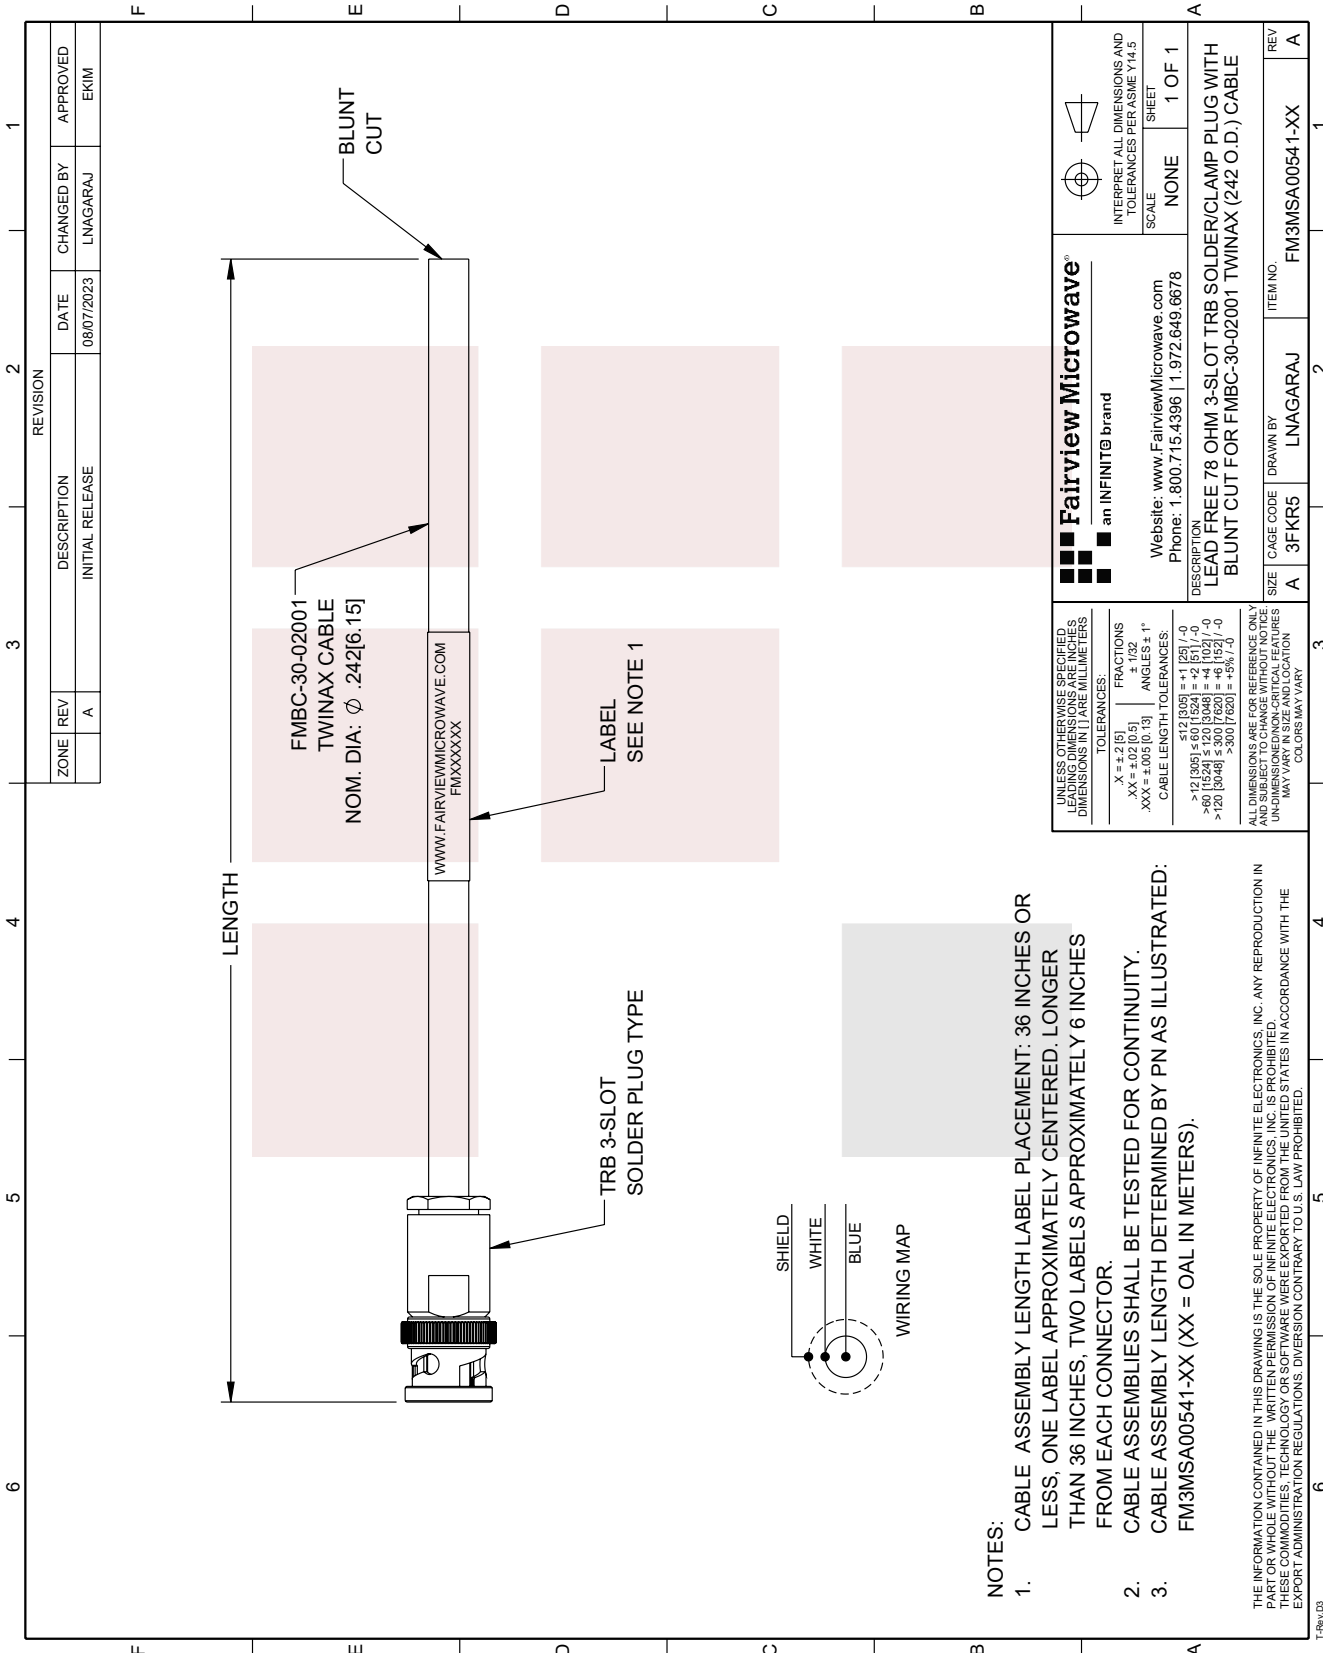 6
5
4
3
2
1
F
E
D
C
B
A
REVISION
ZONE
REV
DESCRIPTION
DATE
CHANGED BY
APPROVED
A
INITIAL RELEASE
08/07/2023
LNAGARAJ
EKIM
LENGTH
BLUNT
CUT
FMBC-30-02001
TWINAX CABLE
NOM. DIA: Ø .242[6.15]
WWW.FAIRVIEWMICROWAVE.COM
FMXXXXXX
LABEL
SEE NOTE 1
TRB 3-SLOT
SOLDER PLUG TYPE
SHIELD
WHITE
BLUE
WIRING MAP
NOTES:
1. CABLE ASSEMBLY LENGTH LABEL PLACEMENT: 36 INCHES OR
LESS, ONE LABEL APPROXIMATELY CENTERED. LONGER
THAN 36 INCHES, TWO LABELS APPROXIMATELY 6 INCHES
FROM EACH CONNECTOR.
2. CABLE ASSEMBLIES SHALL BE TESTED FOR CONTINUITY.
3. CABLE ASSEMBLY LENGTH DETERMINED BY PN AS ILLUSTRATED:
FM3MSA00541-XX (XX = OAL IN METERS).
THE INFORMATION CONTAINED IN THIS DRAWING IS THE SOLE PROPERTY OF INFINITE ELECTRONICS, INC. ANY REPRODUCTION IN
PART OR WHOLE WITHOUT THE WRITTEN PERMISSION OF INFINITE ELECTRONICS, INC. IS PROHIBITED.
THESE COMMODITIES, TECHNOLOGY OR SOFTWARE WERE EXPORTED FROM THE UNITED STATES IN ACCORDANCE WITH THE
EXPORT ADMINISTRATION REGULATIONS. DIVERSION CONTRARY TO U.S. LAW PROHIBITED.
UNLESS OTHERWISE SPECIFIED
LEADING DIMENSIONS ARE INCHES
DIMENSIONS IN [ ] ARE MILLIMETERS
TOLERANCES:
.X = ±.2 [5]
.XX = ±.02 [0.5]
.XXX = ±.005 [0.13]
FRACTIONS
± 1/32
ANGLES ± 1°
CABLE LENGTH TOLERANCES:
≤12 [305] = +1 [25] / -0
>12 [305] ≤ 60 [1524] = +2 [51] / -0
>60 [1524] ≤ 120 [3048] = +4 [102] / -0
>120 [3048] ≤ 300 [7620] = +6 [152] / -0
>300 [7620] = +5% / -0
ALL DIMENSIONS ARE FOR REFERENCE ONLY
AND SUBJECT TO CHANGE WITHOUT NOTICE.
UN-DIMENSIONED/NON-CRITICAL FEATURES
MAY VARY IN SIZE AND LOCATION
COLORS MAY VARY
Fairview Microwave®
an INFINIT® brand
Website: www.FairviewMicrowave.com
Phone: 1.800.715.4396 | 1.972.649.6678
INTERPRET ALL DIMENSIONS AND
TOLERANCES PER ASME Y14.5
SCALE
NONE
SHEET
1 OF 1
DESCRIPTION
LEAD FREE 78 OHM 3-SLOT TRB SOLDER/CLAMP PLUG WITH
BLUNT CUT FOR FMBC-30-02001 TWINAX (242 O.D.) CABLE
SIZE
A
CAGE CODE
3FKR5
DRAWN BY
LNAGARAJ
ITEM NO.
FM3MSA00541-XX
REV
A
F
E
D
C
B
A
6
5
4
3
2
1
T-Rev.D3